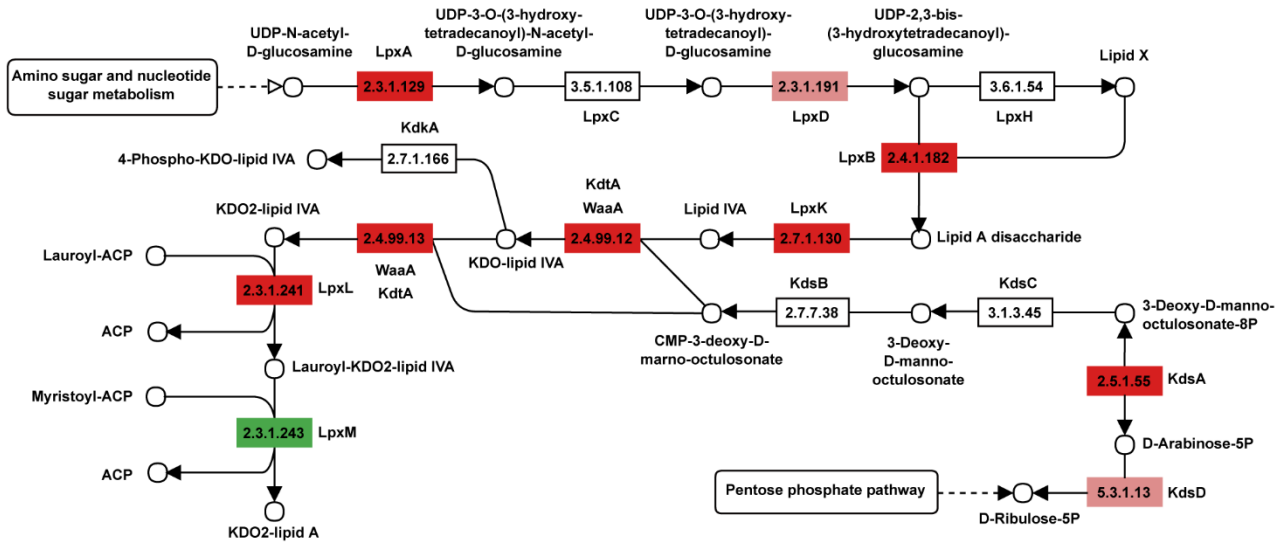 UDP-N-acetyl-
D-glucosamine
LpxA
UDP-3-O-(3-hydroxy-
tetradecanoyl)-N-acetyl-
D-glucosamine
UDP-3-O-(3-hydroxy-
tetradecanoyl)-
D-glucosamine
UDP-2,3-bis-
(3-hydroxytetradecanoyl)-
glucosamine
Lipid X
Amino sugar and nucleotide
sugar metabolism
2.3.1.129
3.5.1.108
LpxC
2.3.1.191
LpxD
3.6.1.54
LpxH
KdkA
4-Phospho-KDO-lipid IVA
2.7.1.166
LpxB
2.4.1.182
KDO2-lipid IVA
2.4.99.13
WaaA
KdtA
KDO-lipid IVA
KdtA
WaaA
2.4.99.12
Lipid IVA
LpxK
2.7.1.130
Lipid A disaccharide
Lauroyl-ACP
2.3.1.241
LpxL
ACP
CMP-3-deoxy-D-
marno-octulosonate
KdsB
2.7.7.38
3-Deoxy-
D-manno-
octulosonate
KdsC
3.1.3.45
3-Deoxy-D-manno-
octulosonate-8P
Lauroyl-KDO2-lipid IVA
2.5.1.55
KdsA
Myristoyl-ACP
2.3.1.243
LpxM
ACP
D-Arabinose-5P
Pentose phosphate pathway
D-Ribulose-5P
5.3.1.13
KdsD
KDO2-lipid A